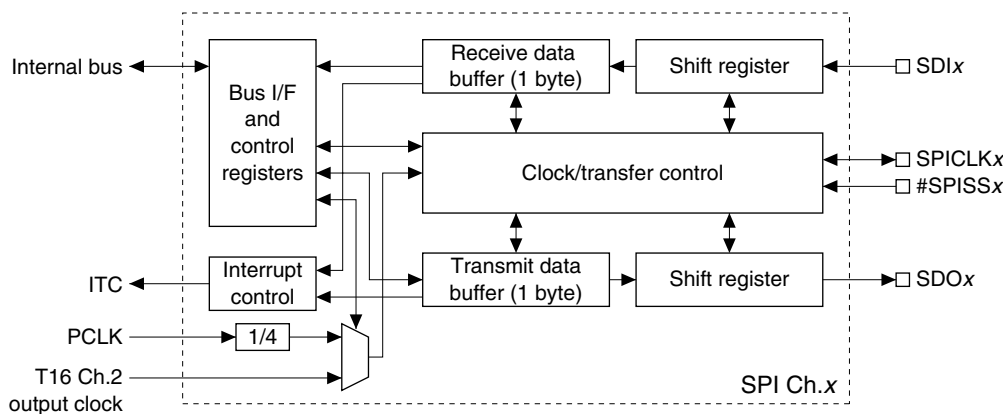 Internal bus
Bus I/F
and
control
registers
Receive data
buffer (1 byte)
Shift register
SDIx
Clock/transfer control
SPICLKx
#SPISSx
ITC
Interrupt
control
Transmit data
buffer (1 byte)
Shift register
SDOx
PCLK
1/4
T16 Ch.2
output clock
SPI Ch.x